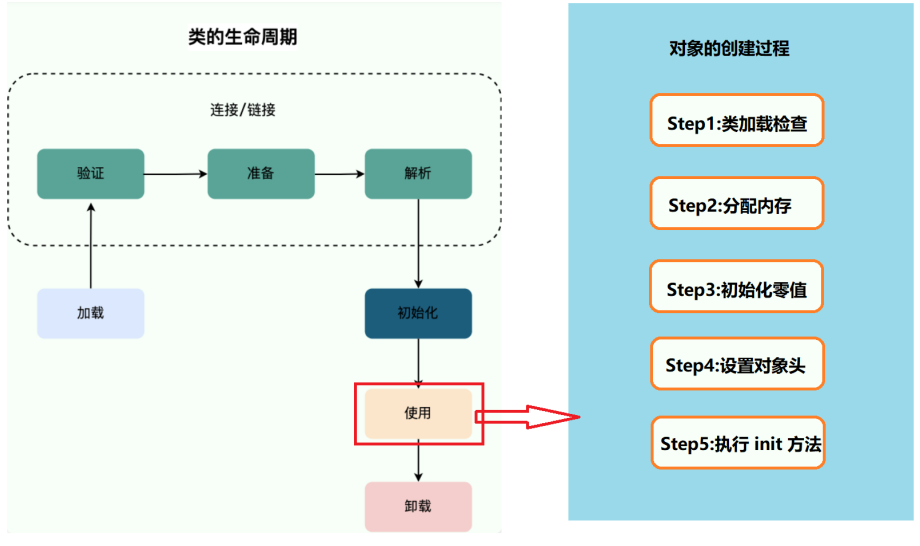 类的生命周期
连接/链接
验证
准备
解析
加载
初始化
使用
卸载
对象的创建过程
Step1:类加载检查
Step2:分配内存
Step3:初始化零值
Step4:设置对象头
Step5:执行 init 方法